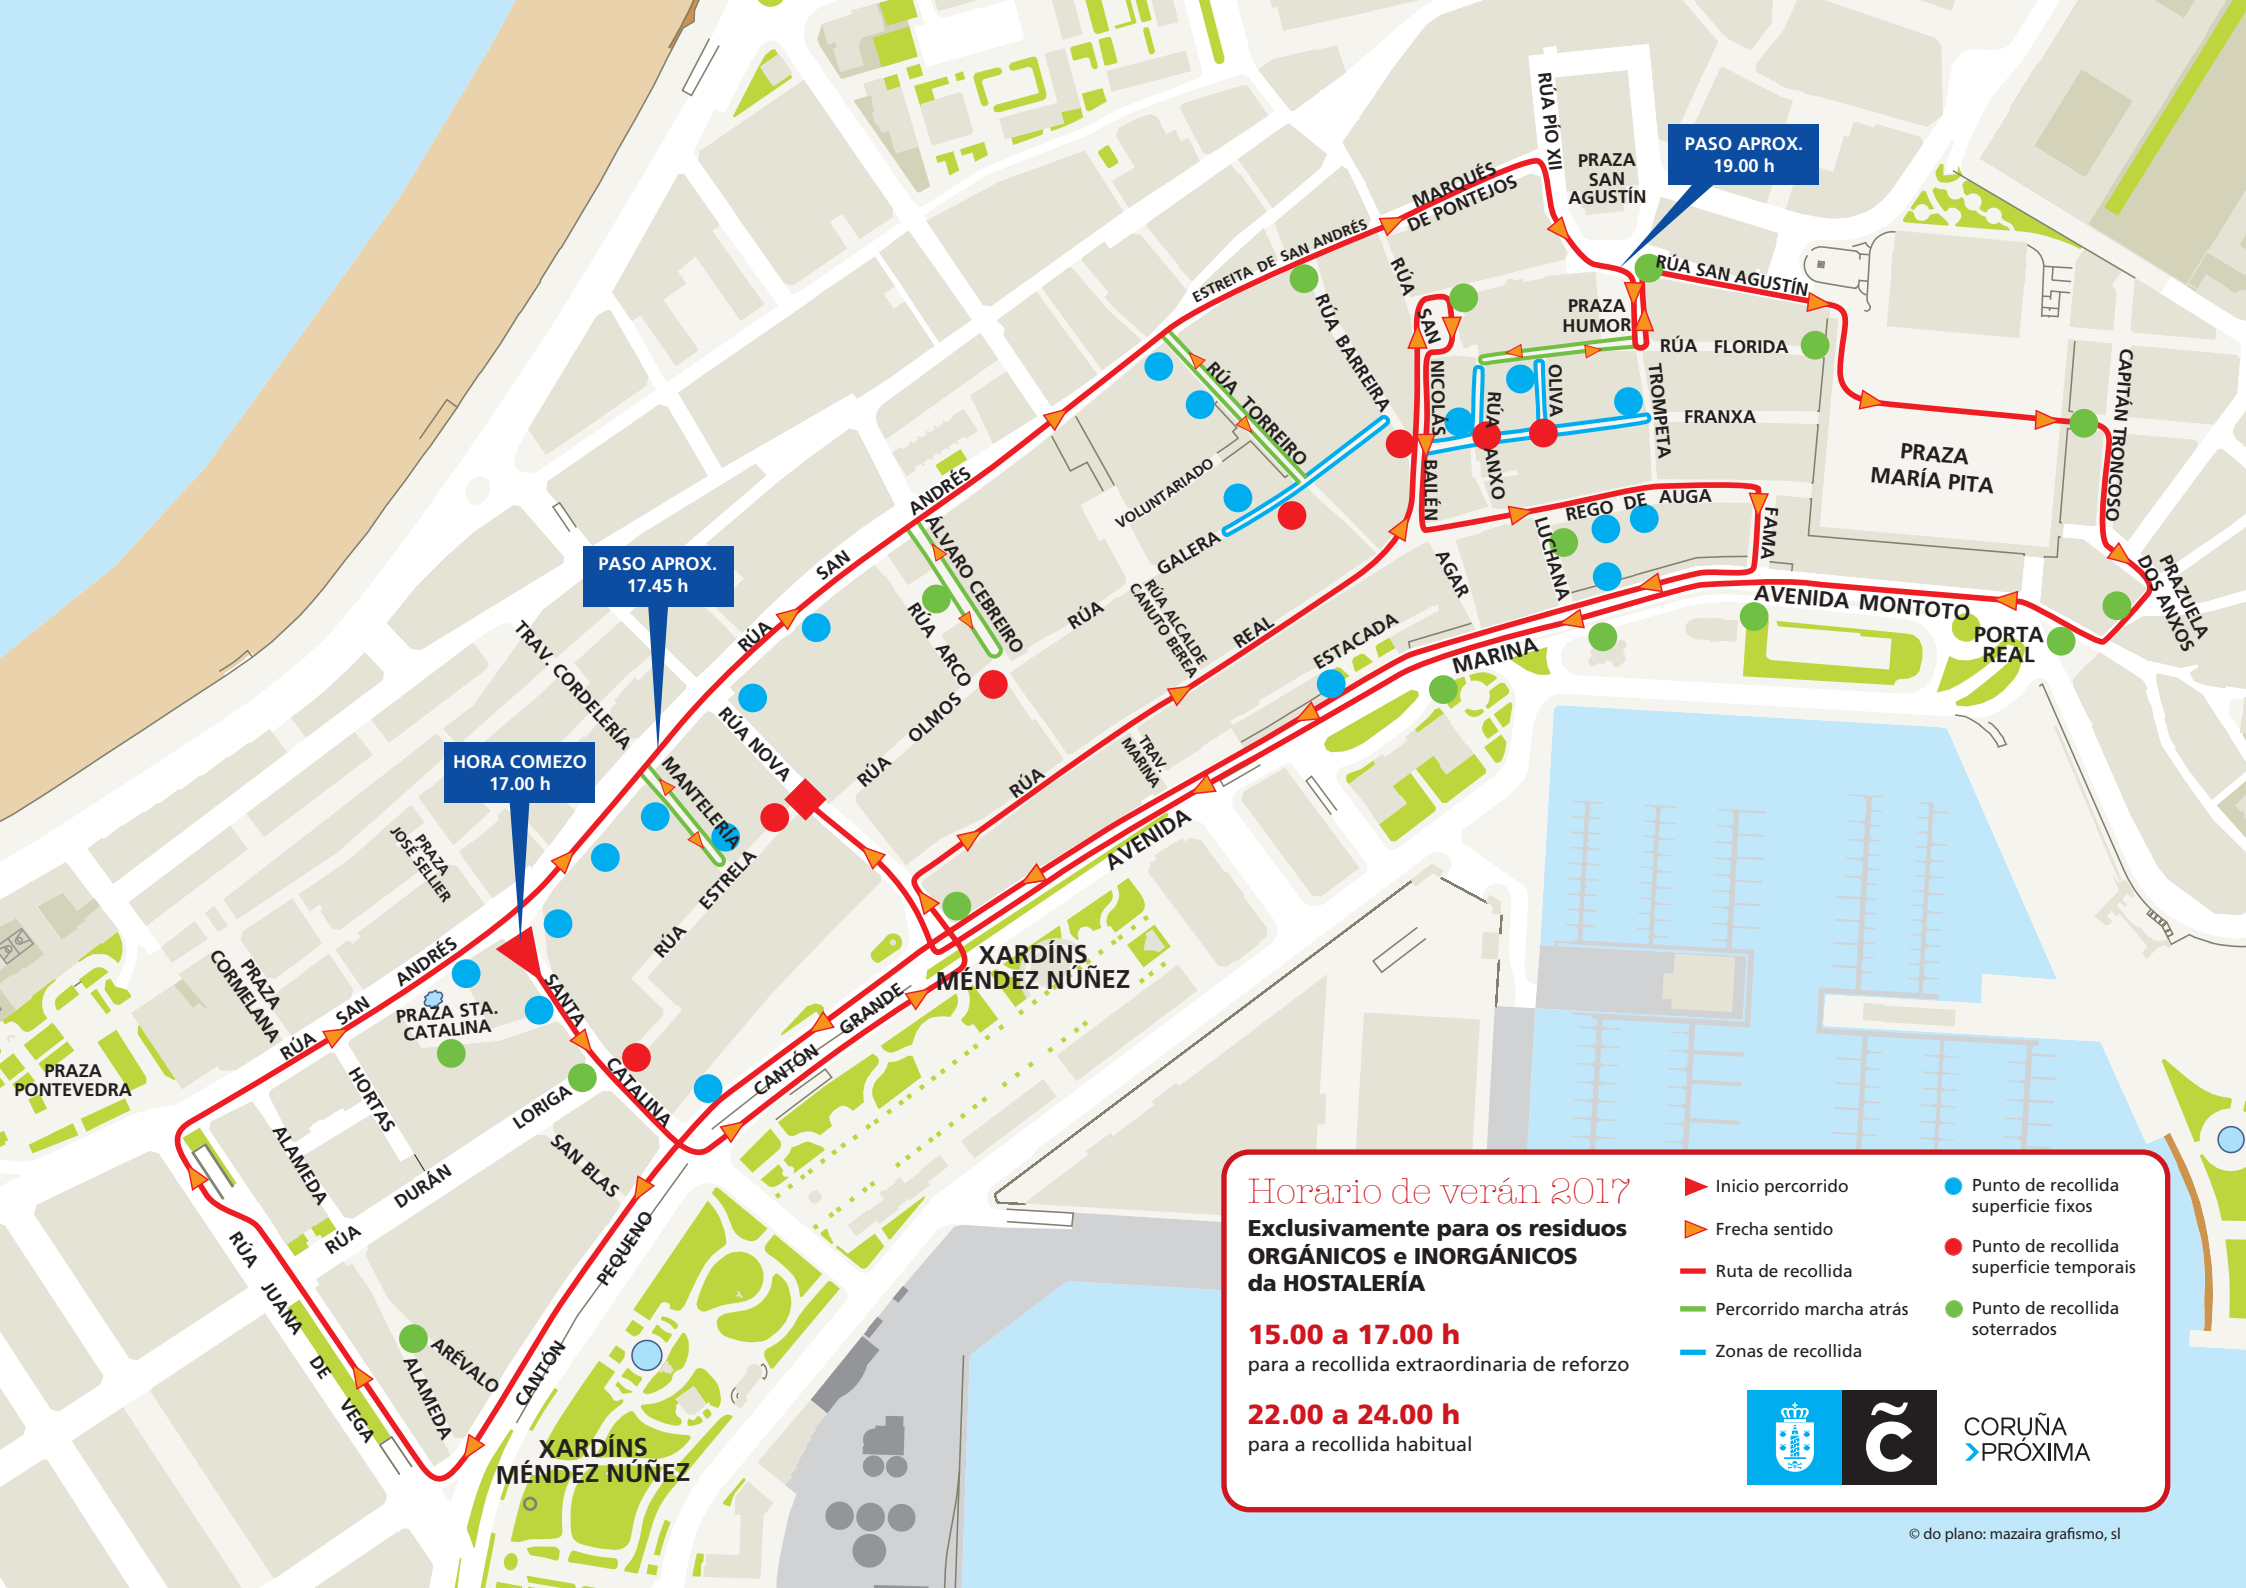 RÚA PÍO XII
PRAZA
SAN
AGUSTÍN
PASO APROX.
19.00 h
MARQUÉS
DE PONTEJOS
ESTREITA DE SAN ANDRÉS
RÚA
SAN
NICOLÁS
RÚA BARREIRA
RÚA SAN AGUSTÍN
PRAZA
HUMOR
RÚA FLORIDA
RÚA
ANXO
OLIVA
TROMPETA
FRANXA
CAPITÁN TRONCOSO
PRAZA
MARÍA PITA
RÚA TORREIRO
VOLUNTARIADO
GALERA
RÚA
BAILÉN
REGO DE AUGA
LUCHANA
FAMA
AGAR
PRAZUELA
DOS ANXOS
AVENIDA MONTOTO
PORTA
REAL
RÚA SAN ANDRÉS
ÁLVARO CEBREIRO
RÚA ARCO
RÚA ALCALDE
CANUTO BEREA
RÚA REAL
ESTACADA
AVENIDA MARINA
TRAV.
MARINA
PASO APROX.
17.45 h
TRAV. CORDELERÍA
RÚA NOVA
RÚA OLMOS
MANTELERÍA
RÚA ESTRELA
HORA COMEZO
17.00 h
PRAZA
JOSÉ SELLIER
PRAZA
CORMELANA
RÚA SAN ANDRÉS
PRAZA STA.
CATALINA
SANTA
CATALINA
XARDÍNS
MÉNDEZ NÚÑEZ
CANTÓN GRANDE
PRAZA
PONTEVEDRA
HORTAS
ALAMEDA
RÚA DURÁN LORIGA
SAN BLAS
RÚA JUANA DE VEGA
ARÉVALO
ALAMEDA
CANTÓN PEQUENO
XARDÍNS
MÉNDEZ NÚÑEZ
Horario de verán 2017
Exclusivamente para os residuos
ORGÁNICOS e INORGÁNICOS
da HOSTALERÍA
15.00 a 17.00 h
para a recollida extraordinaria de reforzo
22.00 a 24.00 h
para a recollida habitual
Inicio percorrido
Frecha sentido
Ruta de recollida
Percorrido marcha atrás
Zonas de recollida
Punto de recollida
superficie fixos
Punto de recollida
superficie temporais
Punto de recollida
soterrados
CORUÑA
PRÓXIMA
© do plano: mazaira grafismo, sl